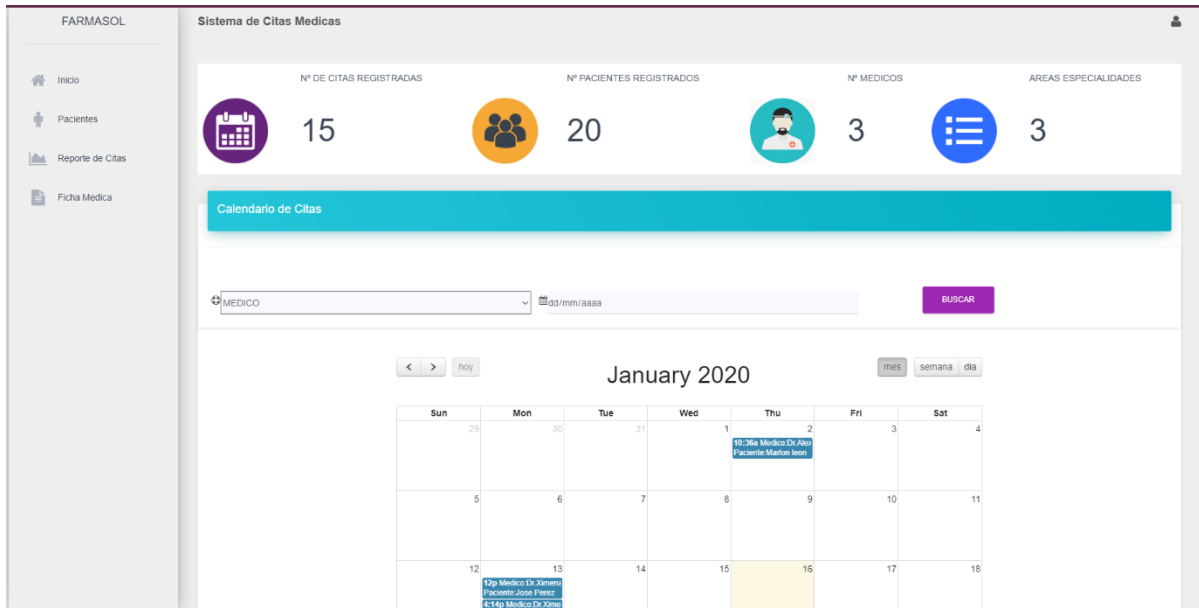 FARMASOL
Inicio
Pacientes
Reporte de Citas
Ficha Medica
Sistema de Citas Medicas
Nº DE CITAS REGISTRADAS
15
Nº PACIENTES REGISTRADOS
20
Nº MEDICOS
3
AREAS ESPECIALIDADES
3
Calendario de Citas
MEDICO
dd/mm/aaaa
BUSCAR
hoy
January 2020
mes semana dia
Sun Mon Tue Wed Thu Fri Sat
29 30 31 1 2 3 4
10:36a Medico:Dr.Alex
Paciente:Marlon leon
5 6 7 8 9 10 11
12 13 14 15 16 17 18
12p Medico:Dr.Ximena
Paciente:Jose Perez
4:14p Medico:Dr.Xime